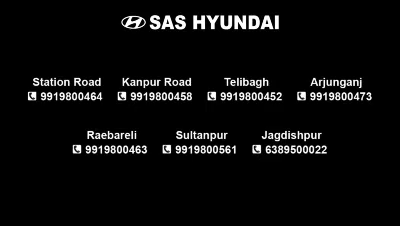 SAS HYUNDAI
Station Road Kanpur Road Telibagh Arjunganj
9919800464 9919800458 9919800452 9919800473
Raebareli Sultanpur Jagdishpur
9919800463 9919800561 6389500022